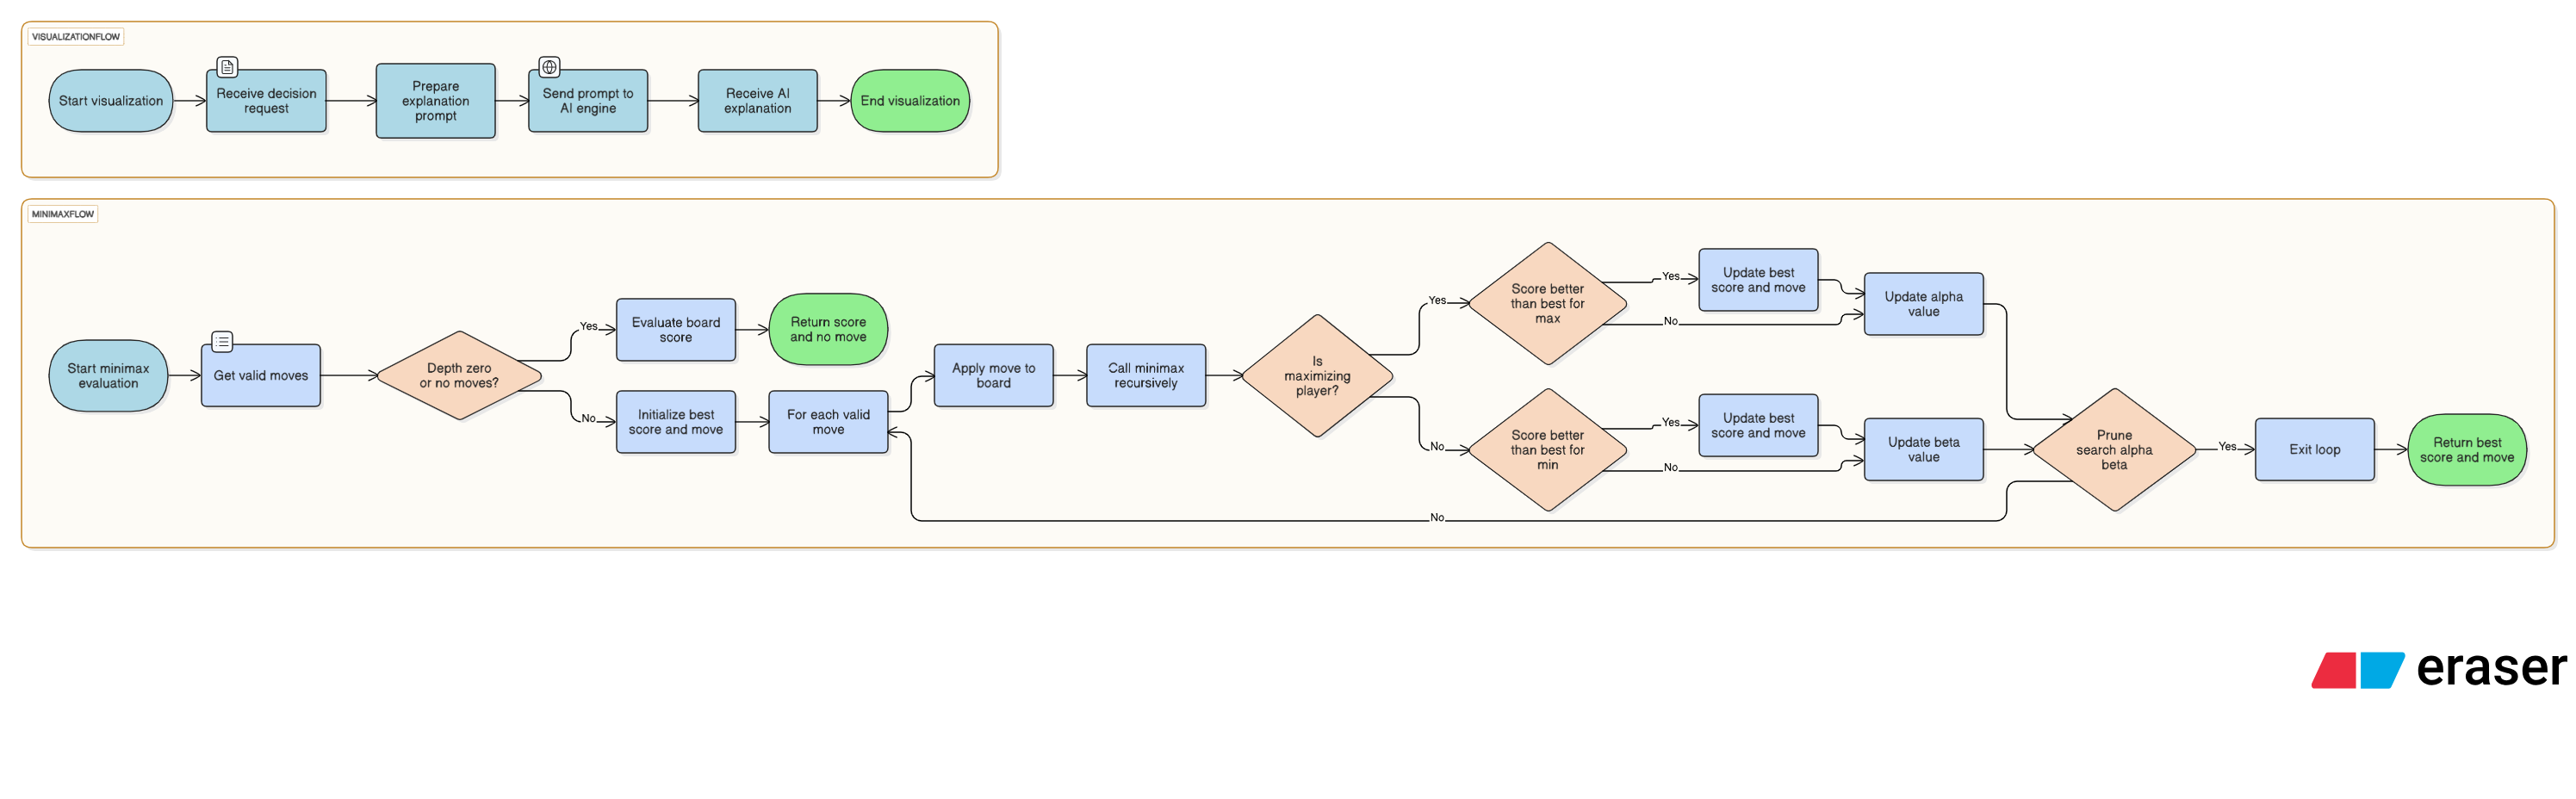 VISUALIZATIONFLOW
Start visualization
Receive decision
request
Prepare
explanation
prompt
Send prompt to
AI engine
Receive AI
explanation
End visualization
MINIMAXFLOW
Start minimax
evaluation
Get valid moves
Depth zero
or no moves?
Yes
Evaluate board
score
Return score
and no move
No
Initialize best
score and move
For each valid
move
Apply move to
board
Call minimax
recursively
Is
maximizing
player?
Yes
Score better
than best for
max
Yes
Update best
score and move
No
Update alpha
value
No
Score better
than best for
min
Yes
Update best
score and move
No
Update beta
value
Prune
search alpha
beta
Yes
Exit loop
Return best
score and move
No
eraser